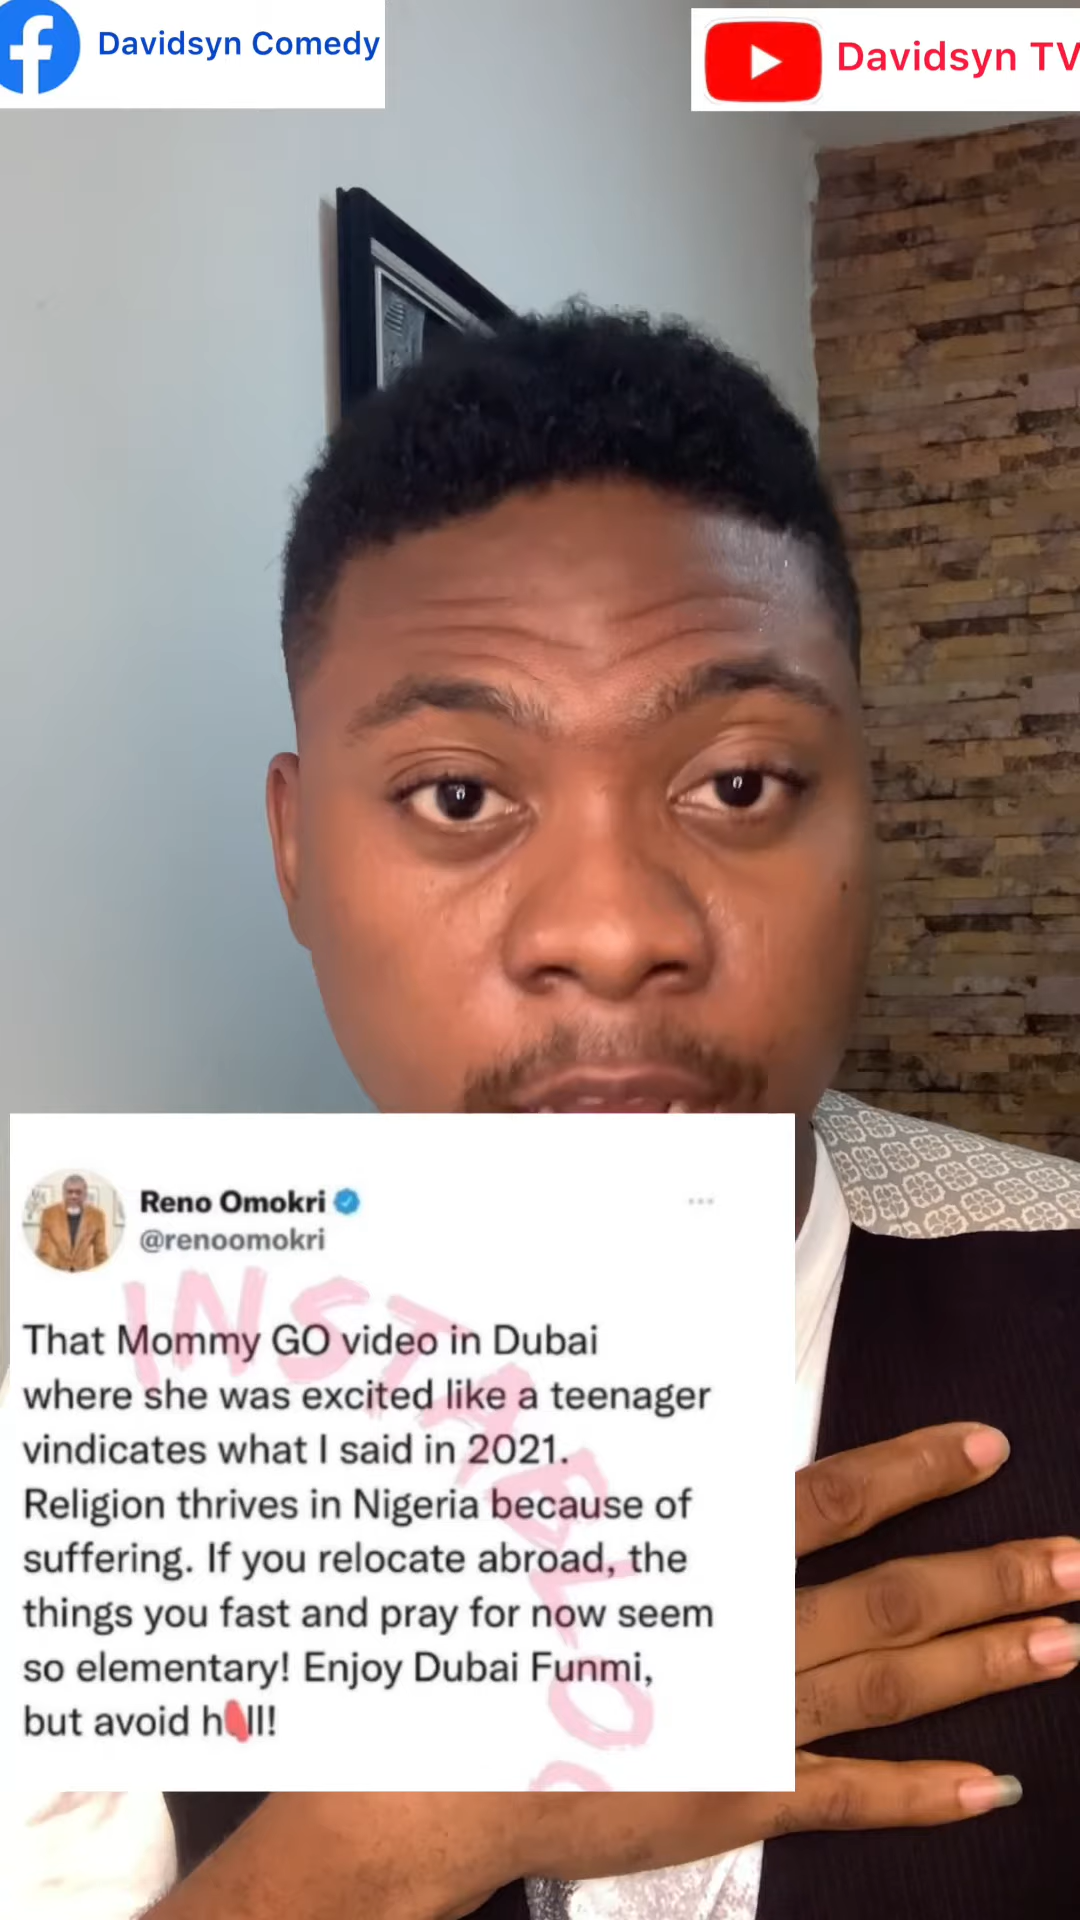 Davidsyn Comedy
Davidsyn TV
Reno Omokri
@renoomokri
That Mommy GO video in Dubai
where she was excited like a teenager
vindicates what I said in 2021.
Religion thrives in Nigeria because of
suffering. If you relocate abroad, the
things you fast and pray for now seem
so elementary! Enjoy Dubai Funmi,
but avoid h ll!
INSTABLO